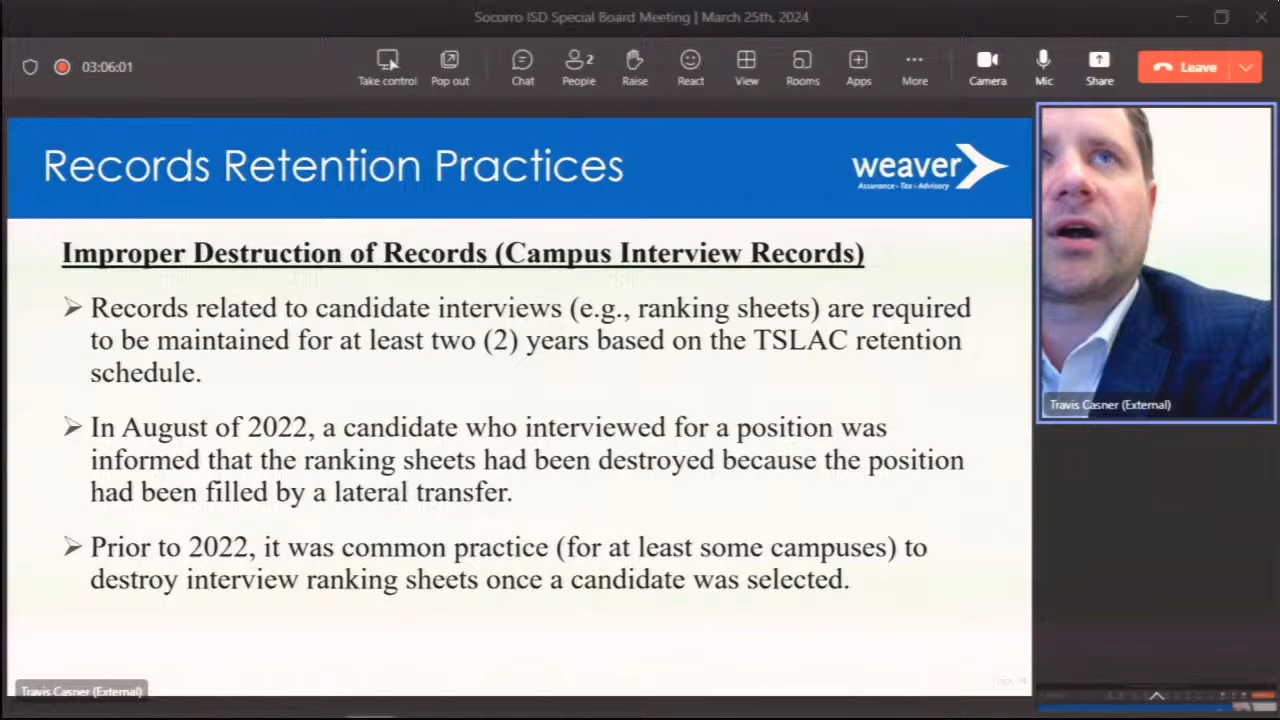 Socorro ISD Special Board Meeting | March 25th, 2024
03:06:01
Take control
Pop out
Chat
2
People
Raise
React
View
Rooms
Apps
More
Camera
Mic
Share
Leave
Records Retention Practices
weaver
Assurance - Tax - Advisory
Improper Destruction of Records (Campus Interview Records)
Records related to candidate interviews (e.g., ranking sheets) are required
to be maintained for at least two (2) years based on the TSLAC retention
schedule.
In August of 2022, a candidate who interviewed for a position was
informed that the ranking sheets had been destroyed because the position
had been filled by a lateral transfer.
Prior to 2022, it was common practice (for at least some campuses) to
destroy interview ranking sheets once a candidate was selected.
Travis Casner (External)
Travis Casner (External)